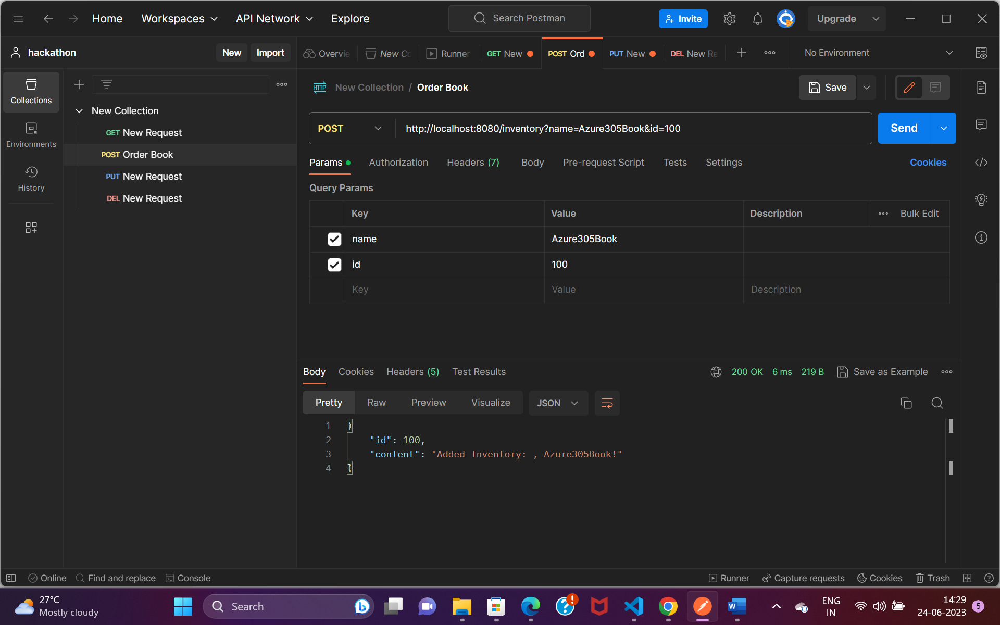 Home Workspaces API Network Explore Search Postman Invite Upgrade
hackathon New Import
Overvie New Co Runner GET New POST Ord PUT New DEL New Re No Environment
Collections
Environments
History
New Collection
GET New Request
POST Order Book
PUT New Request
DEL New Request
HTTP New Collection / Order Book Save
POST http://localhost:8080/inventory?name=Azure305Book&id=100 Send
Params Authorization Headers (7) Body Pre-request Script Tests Settings Cookies
Query Params
Key Value Description Bulk Edit
name Azure305Book
id 100
Key Value Description
Body Cookies Headers (5) Test Results 200 OK 6 ms 219 B Save as Example
Pretty Raw Preview Visualize JSON
1 {
2 "id": 100,
3 "content": "Added Inventory: , Azure305Book!"
4 }
Online Find and replace Console Runner Capture requests Cookies Trash
27°C
Mostly cloudy
Search
ENG
IN
14:29
24-06-2023
5